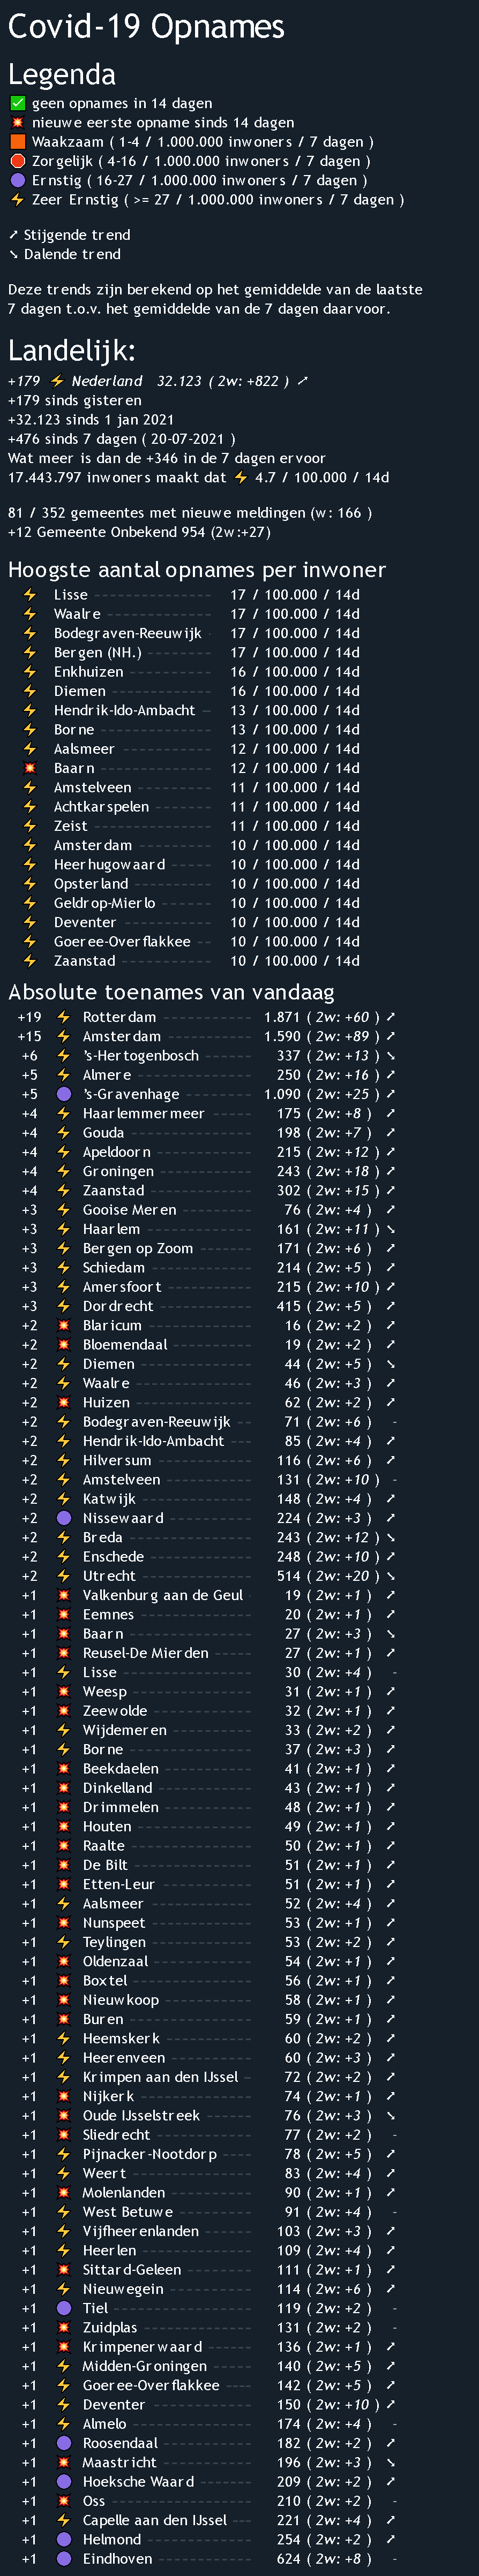 Covid-19 Opnames
Legenda
✅ geen opnames in 14 dagen
💥 nieuwe eerste opname sinds 14 dagen
🟧 Waakzaam ( 1-4 / 1.000.000 inwoners / 7 dagen )
🛑 Zorgelijk ( 4-16 / 1.000.000 inwoners / 7 dagen )
🟣 Ernstig ( 16-27 / 1.000.000 inwoners / 7 dagen )
⚡ Zeer Ernstig ( >= 27 / 1.000.000 inwoners / 7 dagen )
➚ Stijgende trend
➘ Dalende trend
Deze trends zijn berekend op het gemiddelde van de laatste
7 dagen t.o.v. het gemiddelde van de 7 dagen daarvoor.
Landelijk:
+179 ⚡ Nederland 32.123 ( 2w: +822 ) ➚
+179 sinds gisteren
+32.123 sinds 1 jan 2021
+476 sinds 7 dagen ( 20-07-2021 )
Wat meer is dan de +346 in de 7 dagen ervoor
17.443.797 inwoners maakt dat ⚡ 4.7 / 100.000 / 14d
81 / 352 gemeentes met nieuwe meldingen (w: 166 )
+12 Gemeente Onbekend 954 (2w:+27)
Hoogste aantal opnames per inwoner
⚡ Lisse 17 / 100.000 / 14d
⚡ Waalre 17 / 100.000 / 14d
⚡ Bodegraven-Reeuwijk 17 / 100.000 / 14d
⚡ Bergen (NH.) 17 / 100.000 / 14d
⚡ Enkhuizen 16 / 100.000 / 14d
⚡ Diemen 16 / 100.000 / 14d
⚡ Hendrik-Ido-Ambacht 13 / 100.000 / 14d
⚡ Borne 13 / 100.000 / 14d
⚡ Aalsmeer 12 / 100.000 / 14d
💥 Baarn 12 / 100.000 / 14d
⚡ Amstelveen 11 / 100.000 / 14d
⚡ Achtkarspelen 11 / 100.000 / 14d
⚡ Zeist 11 / 100.000 / 14d
⚡ Amsterdam 10 / 100.000 / 14d
⚡ Heerhugowaard 10 / 100.000 / 14d
⚡ Opsterland 10 / 100.000 / 14d
⚡ Geldrop-Mierlo 10 / 100.000 / 14d
⚡ Deventer 10 / 100.000 / 14d
⚡ Goeree-Overflakkee 10 / 100.000 / 14d
⚡ Zaanstad 10 / 100.000 / 14d
Absolute toenames van vandaag
+19 ⚡ Rotterdam 1.871 ( 2w: +60 ) ➚
+15 ⚡ Amsterdam 1.590 ( 2w: +89 ) ➚
+6 ⚡ 's-Hertogenbosch 337 ( 2w: +13 ) ➘
+5 ⚡ Almere 250 ( 2w: +16 ) ➚
+5 🟣 's-Gravenhage 1.090 ( 2w: +25 ) ➚
+4 ⚡ Haarlemmermeer 175 ( 2w: +8 ) ➚
+4 ⚡ Gouda 198 ( 2w: +7 ) ➚
+4 ⚡ Apeldoorn 215 ( 2w: +12 ) ➚
+4 ⚡ Groningen 243 ( 2w: +18 ) ➚
+4 ⚡ Zaanstad 302 ( 2w: +15 ) ➚
+3 ⚡ Gooise Meren 76 ( 2w: +4 ) ➚
+3 ⚡ Haarlem 161 ( 2w: +11 ) ➘
+3 ⚡ Bergen op Zoom 171 ( 2w: +6 ) ➚
+3 ⚡ Schiedam 214 ( 2w: +5 ) ➚
+3 ⚡ Amersfoort 215 ( 2w: +10 ) ➚
+3 ⚡ Dordrecht 415 ( 2w: +5 ) ➚
+2 💥 Blaricum 16 ( 2w: +2 ) ➚
+2 💥 Bloemendaal 19 ( 2w: +2 ) ➚
+2 ⚡ Diemen 44 ( 2w: +5 ) ➘
+2 ⚡ Waalre 46 ( 2w: +3 ) ➚
+2 💥 Huizen 62 ( 2w: +2 ) ➚
+2 ⚡ Bodegraven-Reeuwijk 71 ( 2w: +6 ) -
+2 ⚡ Hendrik-Ido-Ambacht 85 ( 2w: +4 ) ➚
+2 ⚡ Hilversum 116 ( 2w: +6 ) ➚
+2 ⚡ Amstelveen 131 ( 2w: +10 ) -
+2 ⚡ Katwijk 148 ( 2w: +4 ) ➚
+2 🟣 Nissewaard 224 ( 2w: +3 ) ➚
+2 ⚡ Breda 243 ( 2w: +12 ) ➘
+2 ⚡ Enschede 248 ( 2w: +10 ) ➚
+2 ⚡ Utrecht 514 ( 2w: +20 ) ➘
+1 💥 Valkenburg aan de Geul 19 ( 2w: +1 ) ➚
+1 💥 Eemnes 20 ( 2w: +1 ) ➚
+1 💥 Baarn 27 ( 2w: +3 ) ➘
+1 💥 Reusel-De Mierden 27 ( 2w: +1 ) ➚
+1 ⚡ Lisse 30 ( 2w: +4 ) -
+1 💥 Weesp 31 ( 2w: +1 ) ➚
+1 💥 Zeewolde 32 ( 2w: +1 ) ➚
+1 ⚡ Wijdemeren 33 ( 2w: +2 ) ➚
+1 ⚡ Borne 37 ( 2w: +3 ) ➚
+1 💥 Beekdaelen 41 ( 2w: +1 ) ➚
+1 💥 Dinkelland 43 ( 2w: +1 ) ➚
+1 💥 Drimmelen 48 ( 2w: +1 ) ➚
+1 💥 Houten 49 ( 2w: +1 ) ➚
+1 💥 Raalte 50 ( 2w: +1 ) ➚
+1 💥 De Bilt 51 ( 2w: +1 ) ➚
+1 💥 Etten-Leur 51 ( 2w: +1 ) ➚
+1 ⚡ Aalsmeer 52 ( 2w: +4 ) ➚
+1 💥 Nunspeet 53 ( 2w: +1 ) ➚
+1 ⚡ Teylingen 53 ( 2w: +2 ) ➚
+1 💥 Oldenzaal 54 ( 2w: +1 ) ➚
+1 💥 Boxtel 56 ( 2w: +1 ) ➚
+1 💥 Nieuwkoop 58 ( 2w: +1 ) ➚
+1 💥 Buren 59 ( 2w: +1 ) ➚
+1 ⚡ Heemskerk 60 ( 2w: +2 ) ➚
+1 ⚡ Heerenveen 60 ( 2w: +3 ) ➚
+1 ⚡ Krimpen aan den IJssel 72 ( 2w: +2 ) ➚
+1 💥 Nijkerk 74 ( 2w: +1 ) ➚
+1 💥 Oude IJsselstreek 76 ( 2w: +3 ) ➘
+1 💥 Sliedrecht 77 ( 2w: +2 ) -
+1 ⚡ Pijnacker-Nootdorp 78 ( 2w: +5 ) ➚
+1 ⚡ Weert 83 ( 2w: +4 ) ➚
+1 💥 Molenlanden 90 ( 2w: +1 ) ➚
+1 ⚡ West Betuwe 91 ( 2w: +4 ) -
+1 ⚡ Vijfheerenlanden 103 ( 2w: +3 ) ➚
+1 ⚡ Heerlen 109 ( 2w: +4 ) ➚
+1 💥 Sittard-Geleen 111 ( 2w: +1 ) ➚
+1 ⚡ Nieuwegein 114 ( 2w: +6 ) ➚
+1 🟣 Tiel 119 ( 2w: +2 ) -
+1 💥 Zuidplas 131 ( 2w: +2 ) -
+1 💥 Krimpenerwaard 136 ( 2w: +1 ) ➚
+1 ⚡ Midden-Groningen 140 ( 2w: +5 ) ➚
+1 ⚡ Goeree-Overflakkee 142 ( 2w: +5 ) ➚
+1 ⚡ Deventer 150 ( 2w: +10 ) ➚
+1 ⚡ Almelo 174 ( 2w: +4 ) -
+1 🟣 Roosendaal 182 ( 2w: +2 ) ➚
+1 💥 Maastricht 196 ( 2w: +3 ) ➘
+1 🟣 Hoeksche Waard 209 ( 2w: +2 ) ➚
+1 💥 Oss 210 ( 2w: +2 ) -
+1 ⚡ Capelle aan den IJssel 221 ( 2w: +4 ) ➚
+1 🟣 Helmond 254 ( 2w: +2 ) ➚
+1 🟣 Eindhoven 624 ( 2w: +8 ) -